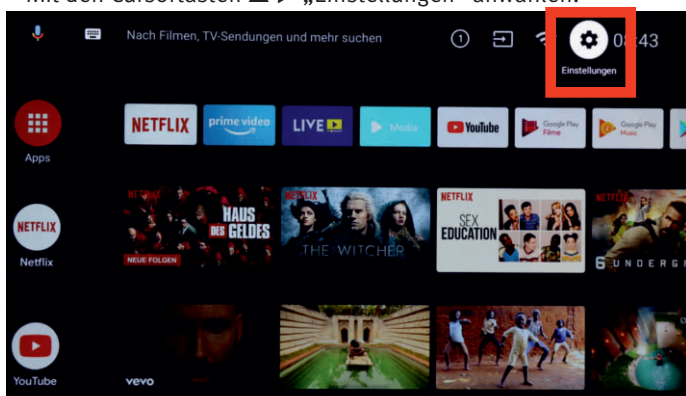 Mit den Cursortasten ▲ ▶ „Einstellungen“ anwählen.
Nach Filmen, TV-Sendungen und mehr suchen
1
08:43
Einstellungen
Apps
NETFLIX
prime video
LIVE
Media
YouTube
Google Play
Filme
Google Play
Music
NETFLIX
Netflix
NETFLIX
HAUS
DES GELDES
NEUE FOLGEN
NETFLIX
THE WITCHER
NETFLIX
SEX
EDUCATION
NETFLIX
6 UNDERGR
YouTube
vevo